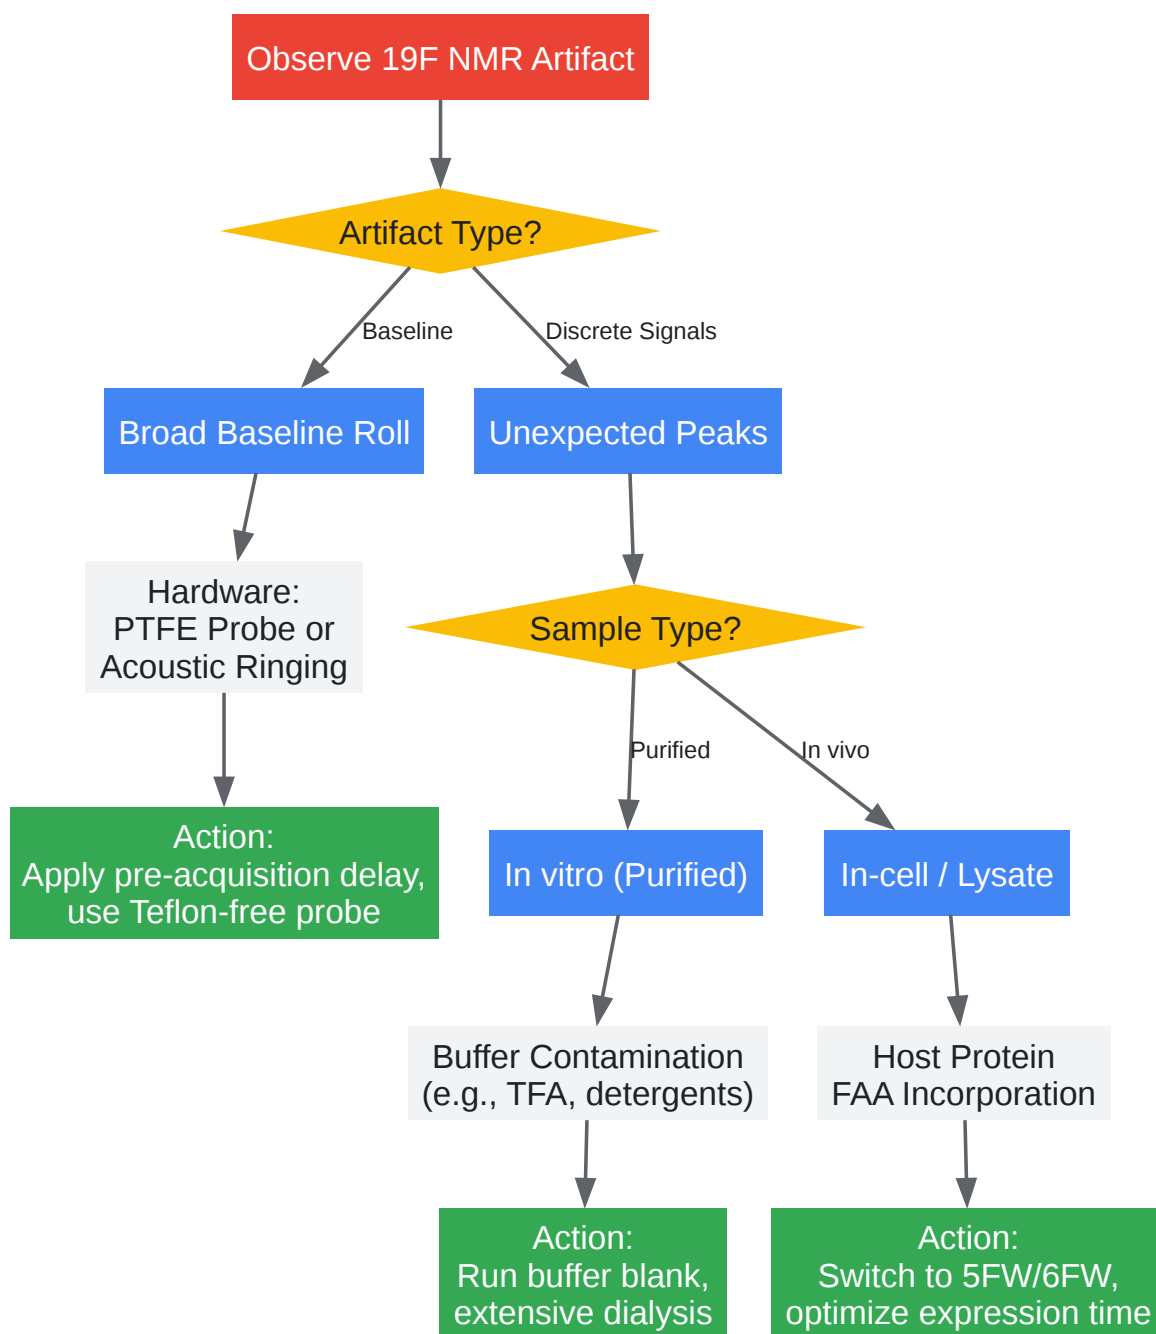 Observe 19F NMR Artifact
Artifact Type?
Baseline
Discrete Signals
Broad Baseline Roll
Unexpected Peaks
Hardware:
PTFE Probe or
Acoustic Ringing
Sample Type?
Purified
In vivo
Action:
Apply pre-acquisition delay,
use Teflon-free probe
In vitro (Purified)
In-cell / Lysate
Buffer Contamination
(e.g., TFA, detergents)
Host Protein
FAA Incorporation
Action:
Run buffer blank,
extensive dialysis
Action:
Switch to 5FW/6FW,
optimize expression time